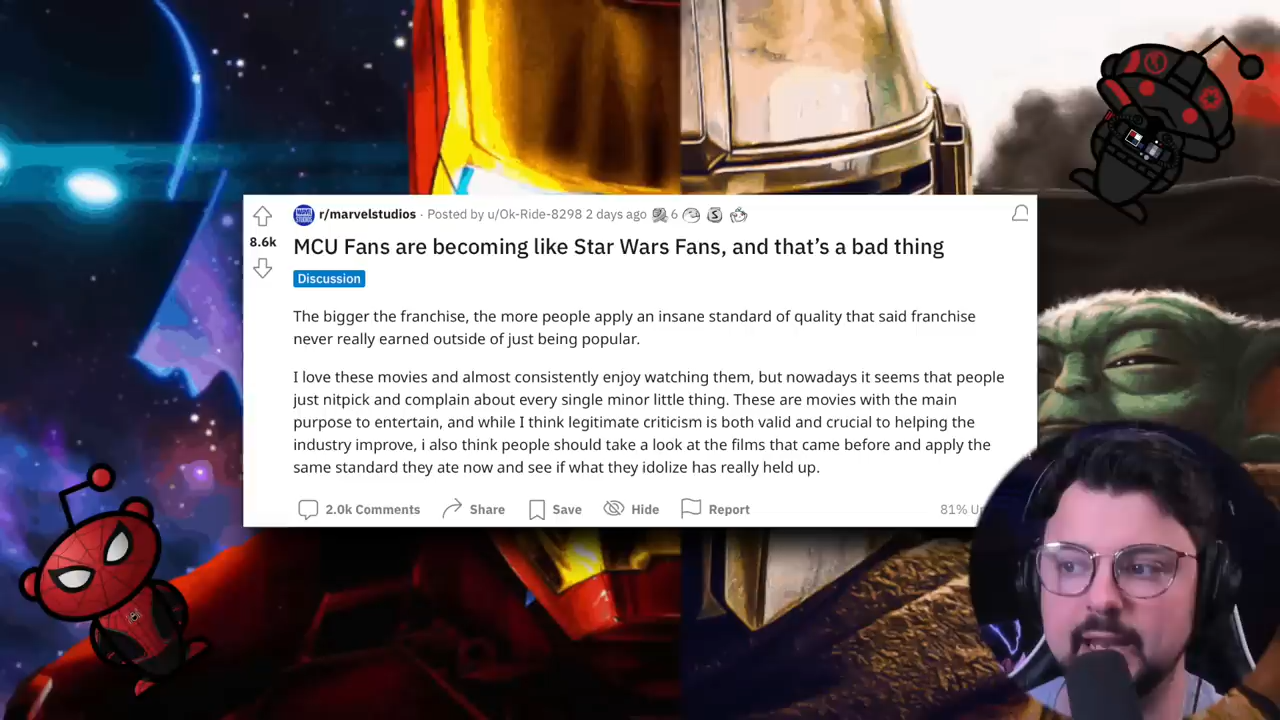 r/marvelstudios · Posted by u/Ok-Ride-8298 2 days ago 6 S
8.6k
MCU Fans are becoming like Star Wars Fans, and that’s a bad thing
Discussion
The bigger the franchise, the more people apply an insane standard of quality that said franchise
never really earned outside of just being popular.
I love these movies and almost consistently enjoy watching them, but nowadays it seems that people
just nitpick and complain about every single minor little thing. These are movies with the main
purpose to entertain, and while I think legitimate criticism is both valid and crucial to helping the
industry improve, i also think people should take a look at the films that came before and apply the
same standard they ate now and see if what they idolize has really held up.
2.0k Comments Share Save Hide Report 81%